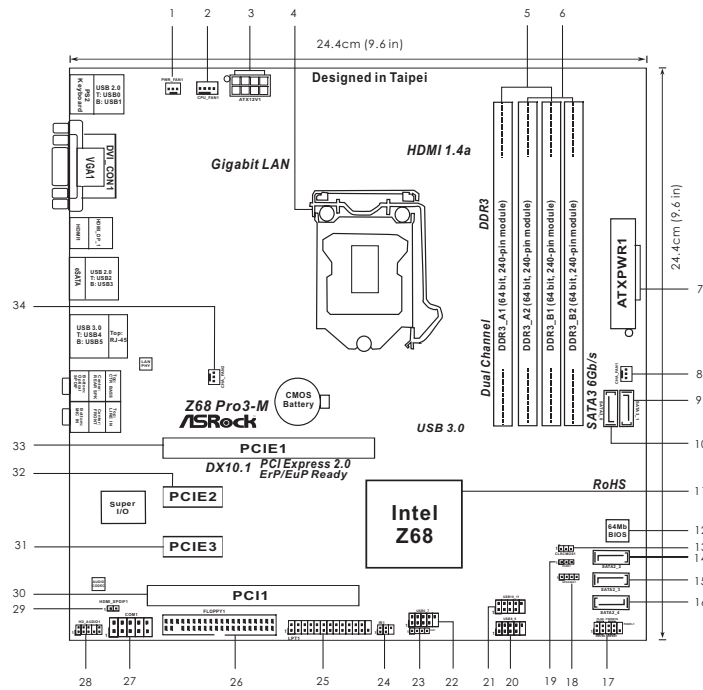 1 2 3 4 5 6
24.4cm (9.6 in)
Designed in Taipei
PS2 Keyboard
USB 2.0
T: USB0
B: USB1
PWR_FAN1
CPU_FAN1
ATX12V1
DVI_CON1
VGA1
Gigabit LAN
HDMI 1.4a
DDR3
Dual Channel
DDR3_A1 (64 bit, 240-pin module)
DDR3_A2 (64 bit, 240-pin module)
DDR3_B1 (64 bit, 240-pin module)
DDR3_B2 (64 bit, 240-pin module)
24.4cm (9.6 in)
ATXPWR1
7
HDMI1
eSATA
USB 2.0
T: USB2
B: USB3
34
USB 3.0
T: USB4
B: USB5
Top:
RJ-45
LAN
PHY
CHA_FAN1
8
9
10
SATA3 6Gb/s
CMOS
Battery
Z68 Pro3-M
ASRock
USB 3.0
33
PCIE1
DX10.1
PCI Express 2.0
ErP/EuP Ready
RoHS
11
32
PCIE2
Super
I/O
Intel
Z68
64Mb
BIOS
12
13
14
SATA2_2
31
PCIE3
15
SATA2_3
16
SATA2_4
30
PCI1
29
HDMI_SPDIF1
HD_AUDIO1
COM1
FLOPPY1
LPT1
28 27 26 25 24 23 22 21 20 19 18 17